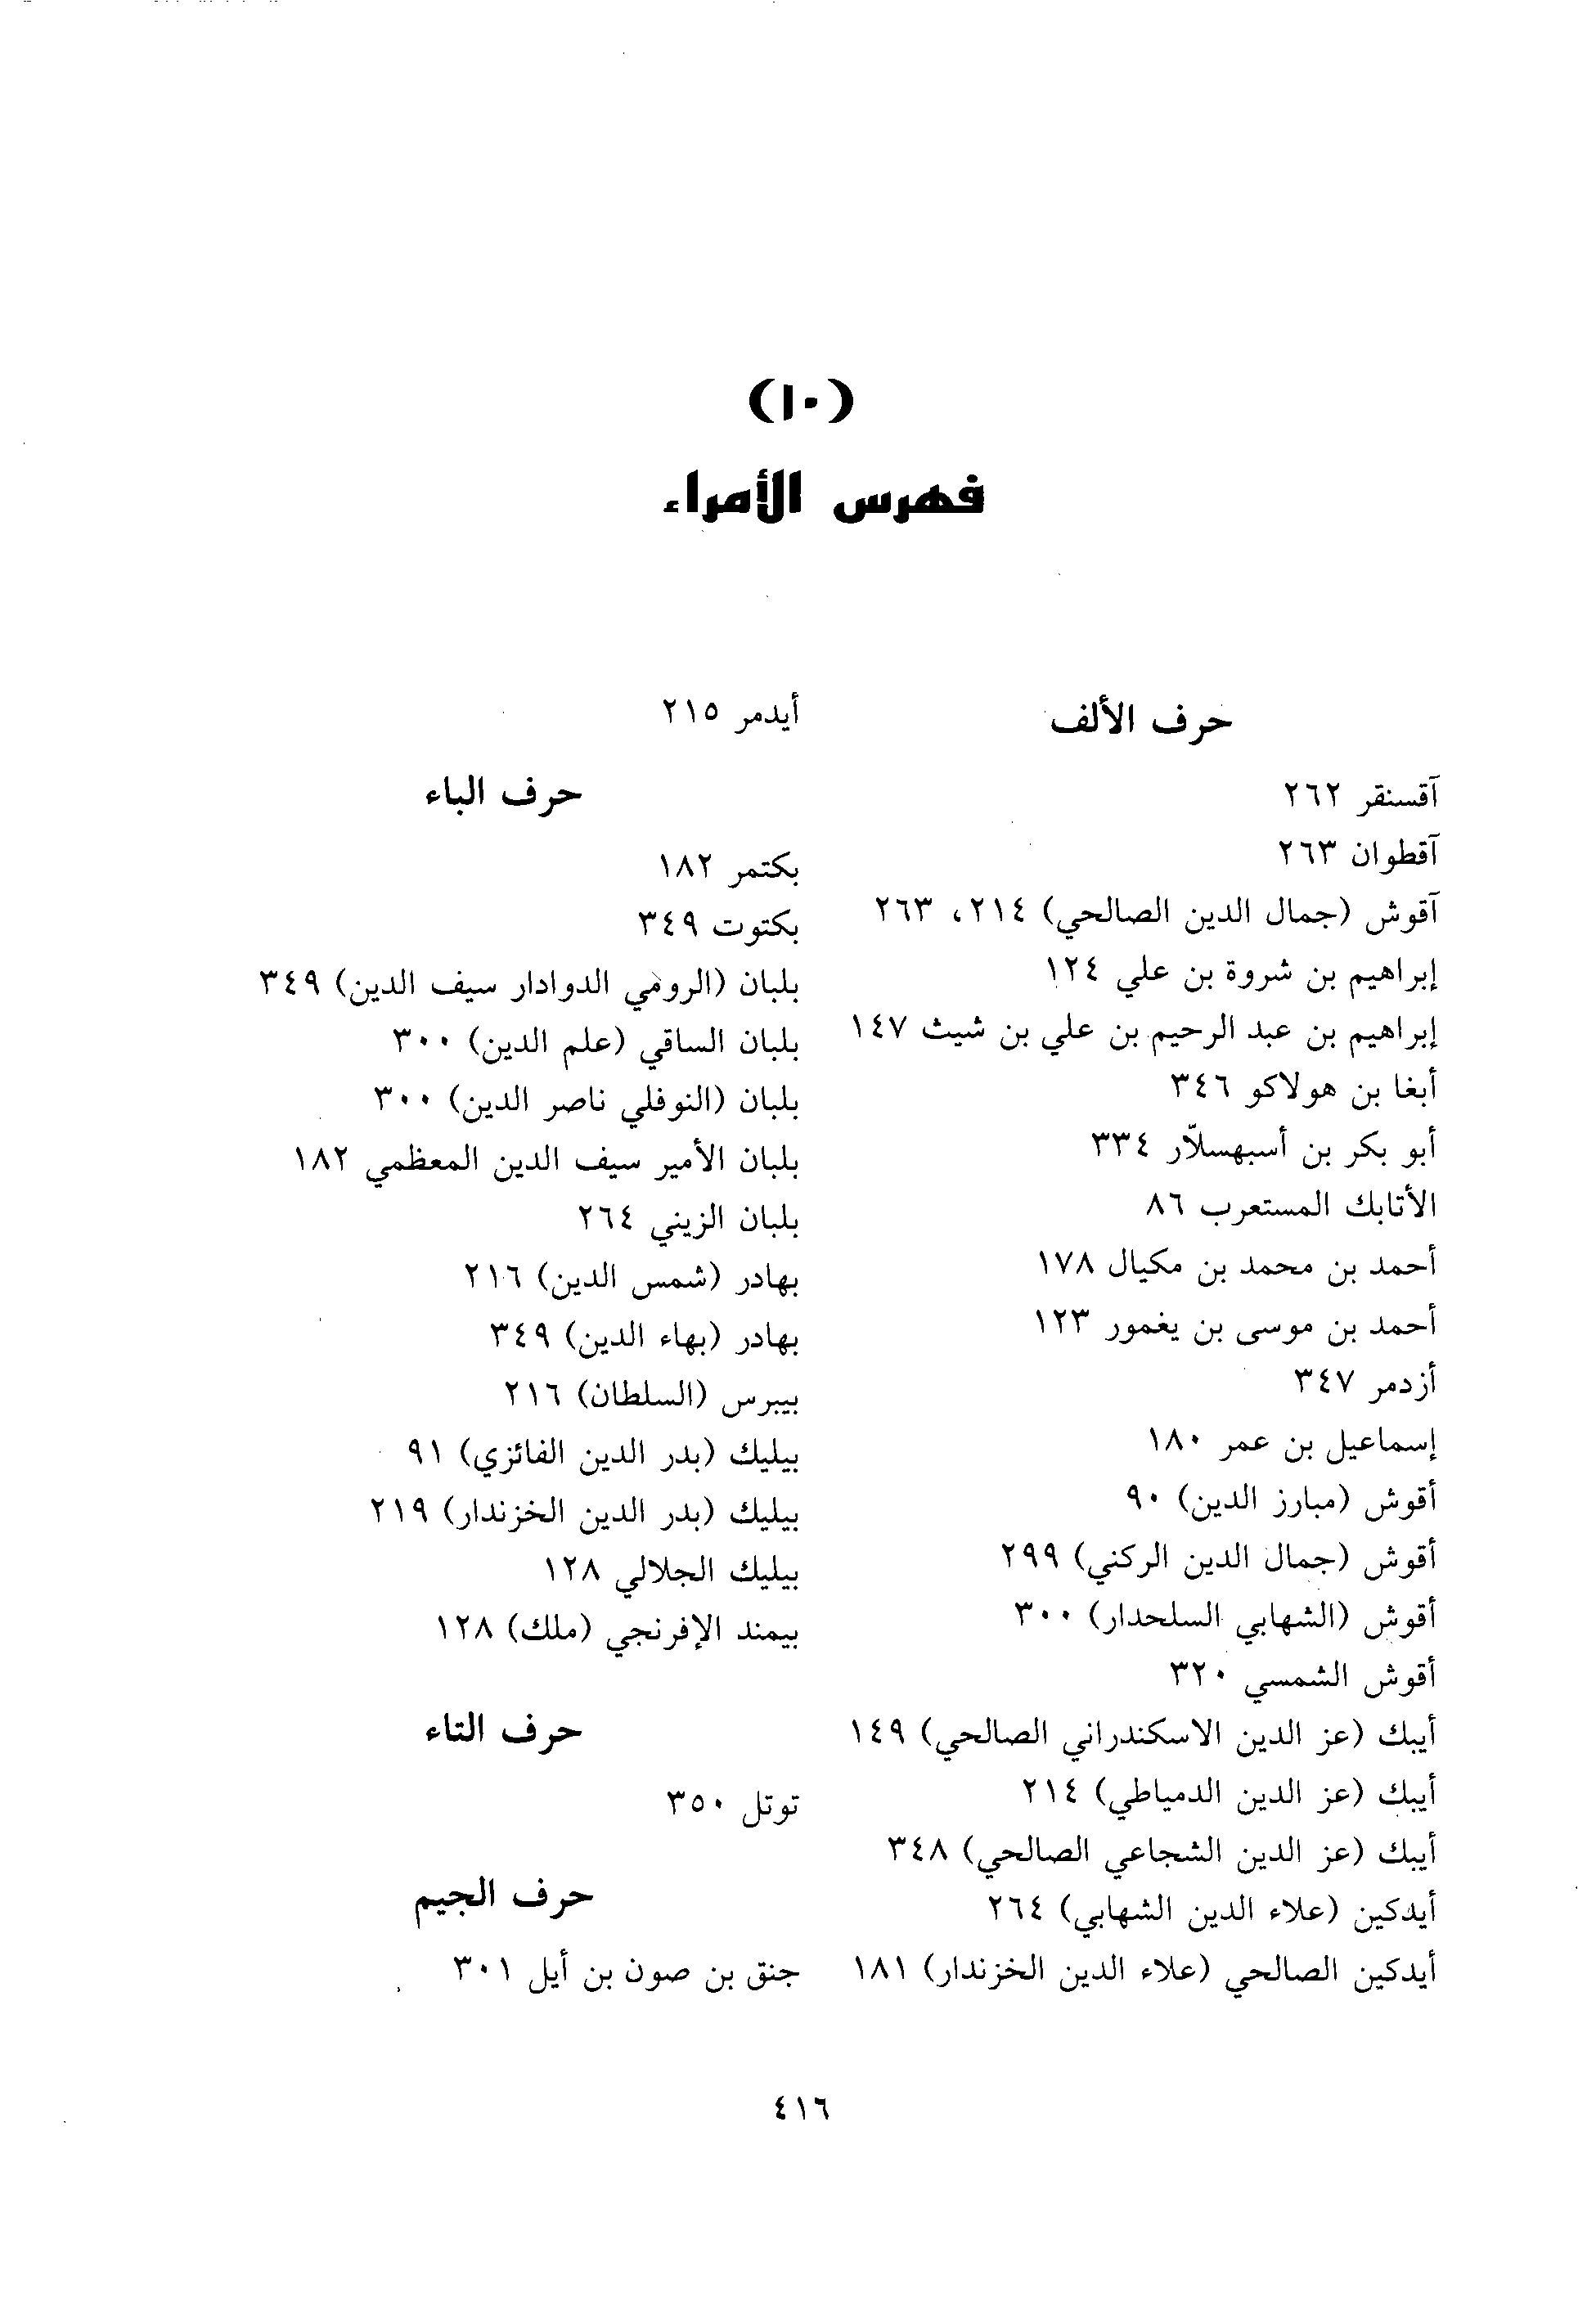 (١٠)
فهرس الأمراء
حرف الألف
آقسنقر ٢٦٢
آقطوان ٢٦٣
آقوش (جمال الدين الصالحي) ٢١٤، ٢٦٣
إبراهيم بن شروة بن علي ١٢٤
إبراهيم بن عبد الرحيم بن علي بن شيث ١٤٧
أبغا بن هولاكو ٣٤٦
أبو بكر بن أسبهسلاّر ٣٣٤
الأتابك المستعرب ٨٦
أحمد بن محمد بن مكيال ١٧٨
أحمد بن موسى بن يغمور ١٢٣
أزدمر ٣٤٧
إسماعيل بن عمر ١٨٠
أقوش (مبارز الدين) ٩٠
أقوش (جمال الدين الركني) ٢٩٩
أقوش (الشهابي السلحدار) ٣٠٠
أقوش الشمسي ٣٢٠
أيبك (عز الدين الاسكندراني الصالحي) ١٤٩
أيبك (عز الدين الدمياطي) ٢١٤
أيبك (عز الدين الشجاعي الصالحي) ٣٤٨
أيدكين (علاء الدين الشهابي) ٢٦٤
أيدكين الصالحي (علاء الدين الخزندار) ١٨١
أيدمر ٢١٥
حرف الباء
بكتمر ١٨٢
بكتوت ٣٤٩
بلبان (الرومي الدوادار سيف الدين) ٣٤٩
بلبان الساقي (علم الدين) ٣٠٠
بلبان (النوفلي ناصر الدين) ٣٠٠
بلبان الأمير سيف الدين المعظمي ١٨٢
بلبان الزيني ٢٦٤
بهادر (شمس الدين) ٢١٦
بهادر (بهاء الدين) ٣٤٩
بيبرس (السلطان) ٢١٦
بيليك (بدر الدين الفائزي) ٩١
بيليك (بدر الدين الخزندار) ٢١٩
بيليك الجلالي ١٢٨
بيمند الإفرنجي (ملك) ١٢٨
حرف التاء
توتل ٣٥٠
حرف الجيم
جنق بن صون بن أيل ٣٠١
٤١٦